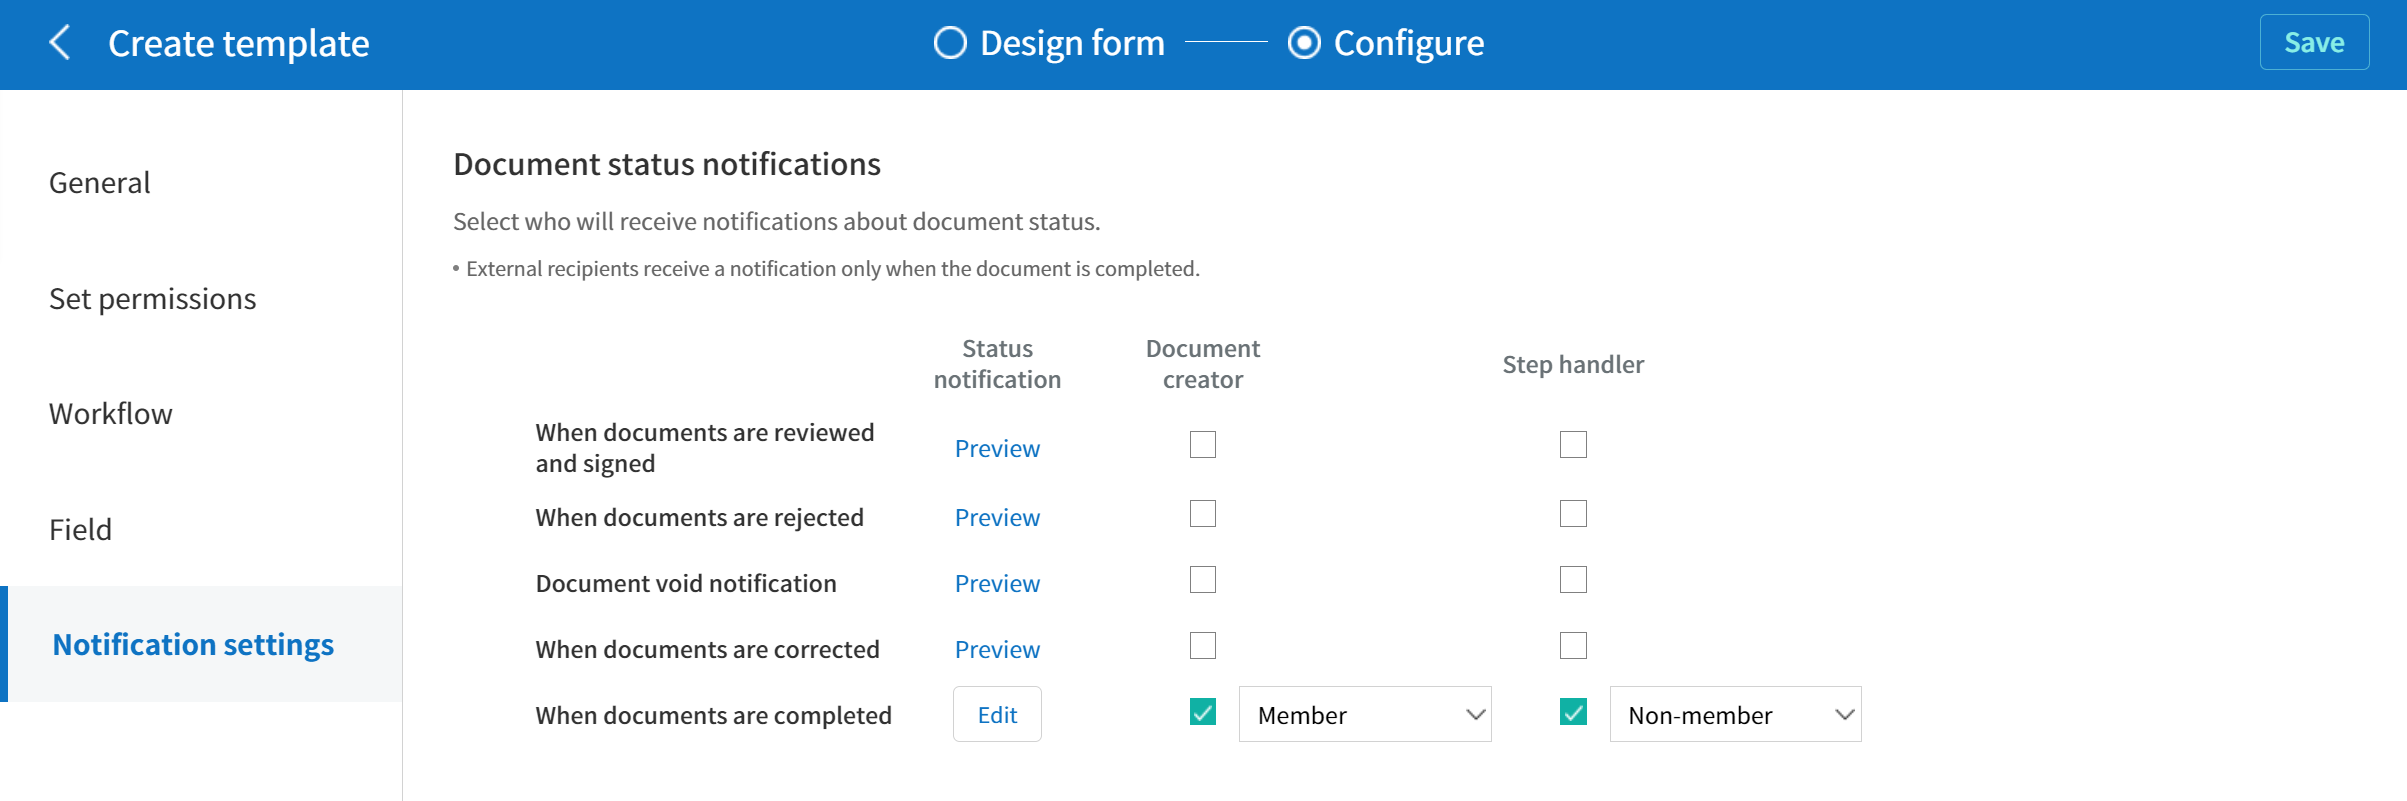 Create template
Design form
Configure
Save
General
Set permissions
Workflow
Field
Notification settings
Document status notifications
Select who will receive notifications about document status.
• External recipients receive a notification only when the document is completed.
Status
notification
Document
creator
Step handler
When documents are reviewed
and signed
Preview
When documents are rejected
Preview
Document void notification
Preview
When documents are corrected
Preview
When documents are completed
Edit
Member
Non-member